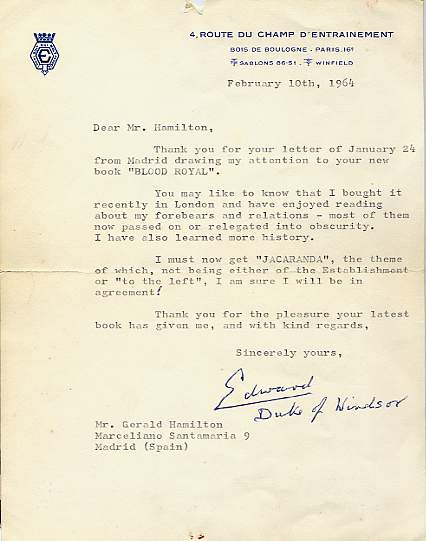 4, ROUTE DU CHAMP D'ENTRAINEMENT
BOIS DE BOULOGNE - PARIS. 16ᵉ
SABLONS 86-51 . WINFIELD
February 10th, 1964
Dear Mr. Hamilton,
Thank you for your letter of January 24
from Madrid drawing my attention to your new
book "BLOOD ROYAL".
You may like to know that I bought it
recently in London and have enjoyed reading
about my forebears and relations - most of them
now passed on or relegated into obscurity.
I have also learned more history.
I must now get "JACARANDA", the theme
of which, not being either of the Establishment
or "to the left", I am sure I will be in
agreement!
Thank you for the pleasure your latest
book has given me, and with kind regards,
Sincerely yours,
Edward
Duke of Windsor
Mr. Gerald Hamilton
Marceliano Santamaria 9
Madrid (Spain)